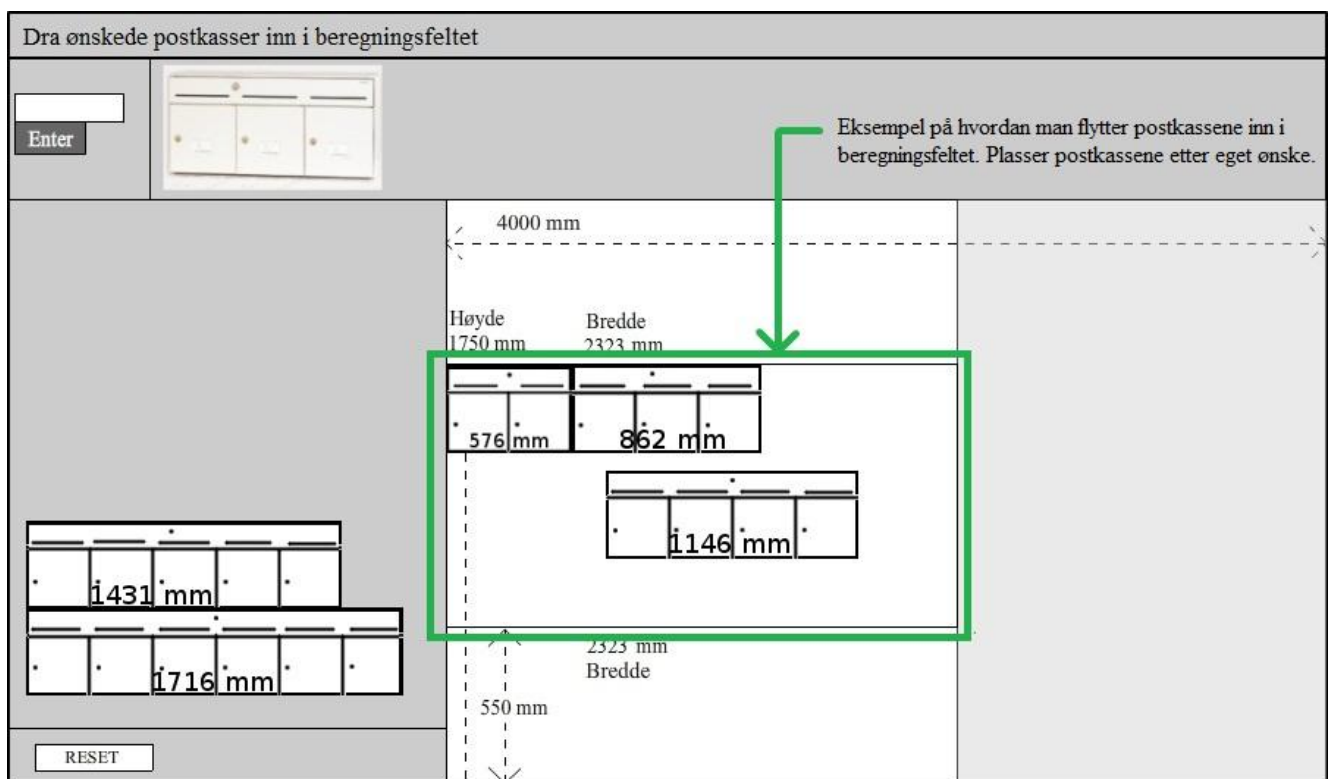 Dra ønskede postkasser inn i beregningsfeltet
Enter
Eksempel på hvordan man flytter postkassene inn i
beregningsfeltet. Plasser postkassene etter eget ønske.
4000 mm
Høyde
1750 mm
Bredde
2323 mm
576 mm
862 mm
1146 mm
1431 mm
1716 mm
2323 mm
Bredde
550 mm
RESET